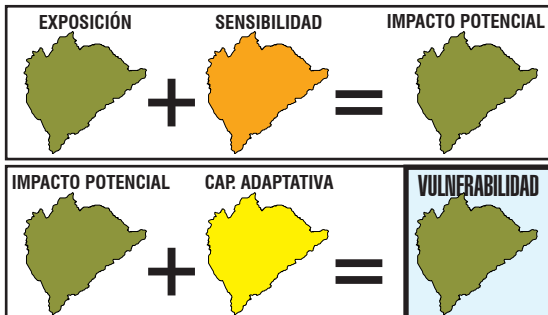 EXPOSICIÓN
SENSIBILIDAD
IMPACTO POTENCIAL
+
=
IMPACTO POTENCIAL
CAP. ADAPTATIVA
VULNERABILIDAD
+
=